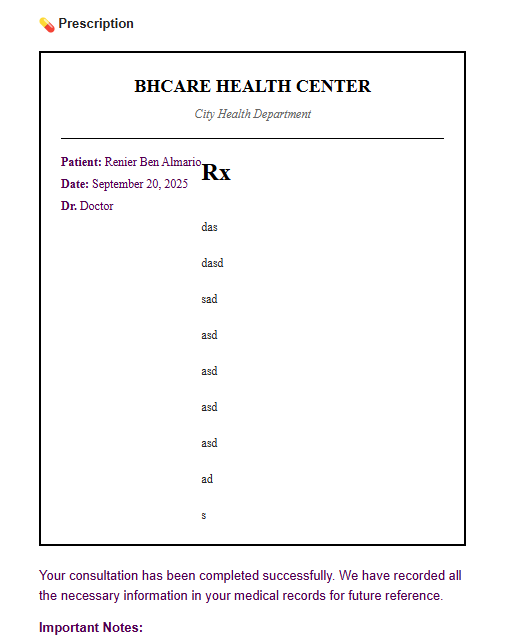 Prescription
BHCARE HEALTH CENTER
City Health Department
Patient: Renier Ben Almario
Date: September 20, 2025
Dr. Doctor
Rx
das
dasd
sad
asd
asd
asd
asd
ad
s
Your consultation has been completed successfully. We have recorded all
the necessary information in your medical records for future reference.
Important Notes: